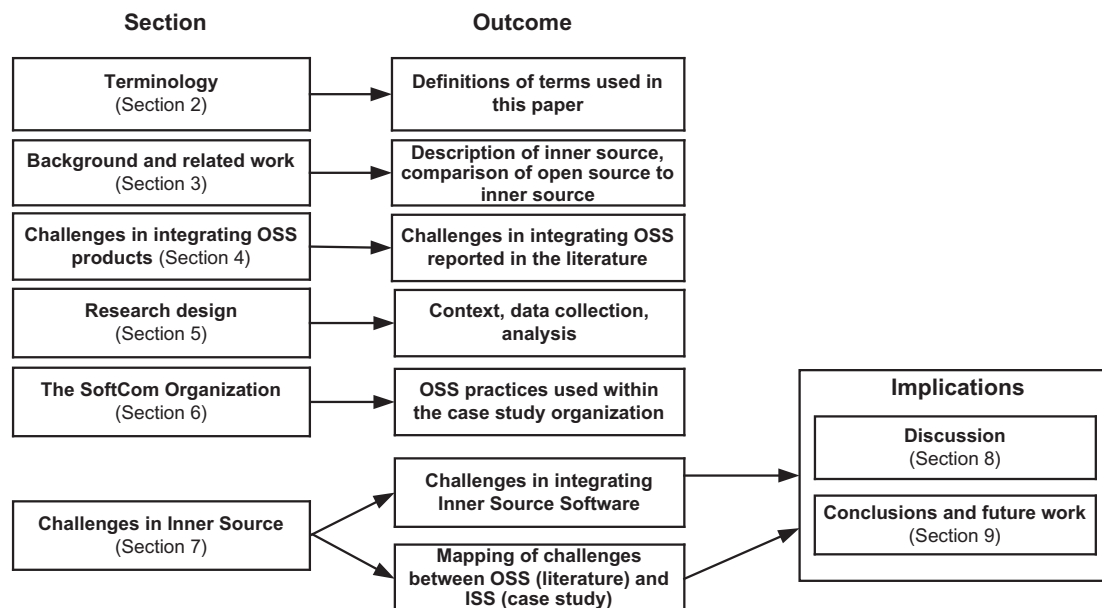 Section
Outcome
Terminology
(Section 2)
Definitions of terms used in
this paper
Background and related work
(Section 3)
Description of inner source,
comparison of open source to
inner source
Challenges in integrating OSS
products (Section 4)
Challenges in integrating OSS
reported in the literature
Research design
(Section 5)
Context, data collection,
analysis
The SoftCom Organization
(Section 6)
OSS practices used within
the case study organization
Challenges in Inner Source
(Section 7)
Challenges in integrating
Inner Source Software
Mapping of challenges
between OSS (literature) and
ISS (case study)
Implications
Discussion
(Section 8)
Conclusions and future work
(Section 9)